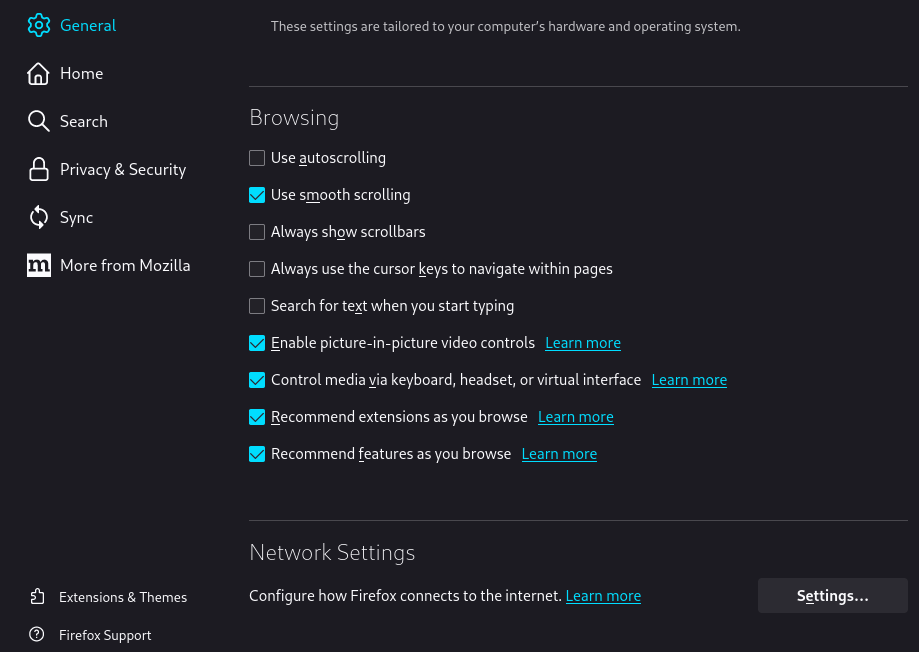 General
Home
Search
Privacy & Security
Sync
m More from Mozilla
Extensions & Themes
Firefox Support
These settings are tailored to your computer's hardware and operating system.
Browsing
Use autoscrolling
Use smooth scrolling
Always show scrollbars
Always use the cursor keys to navigate within pages
Search for text when you start typing
Enable picture-in-picture video controls Learn more
Control media via keyboard, headset, or virtual interface Learn more
Recommend extensions as you browse Learn more
Recommend features as you browse Learn more
Network Settings
Configure how Firefox connects to the internet. Learn more
Settings...